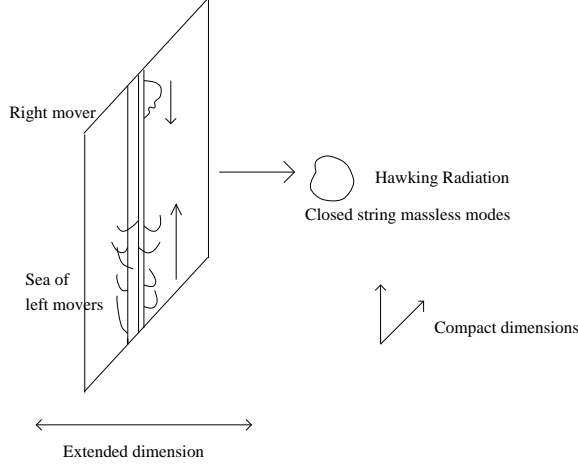 Right mover
Hawking Radiation
Closed string massless modes
Sea of
left movers
Compact dimensions
Extended dimension